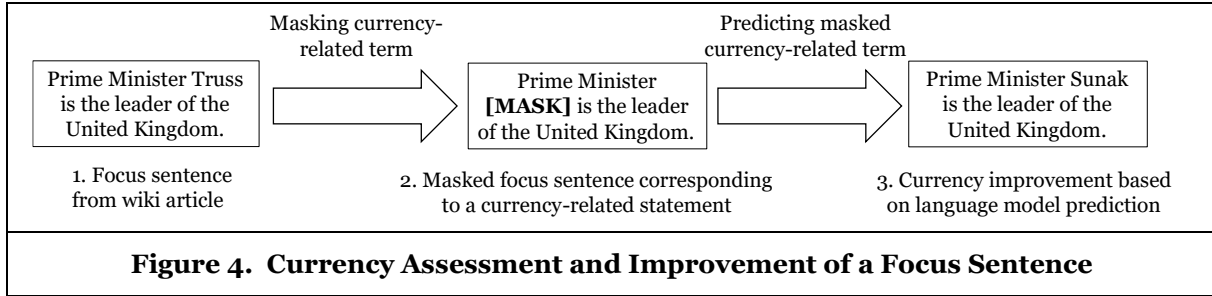 Masking currency-
related term
Predicting masked
currency-related term
Prime Minister Truss
is the leader of the
United Kingdom.
Prime Minister
[MASK] is the leader
of the United Kingdom.
Prime Minister Sunak
is the leader of the
United Kingdom.
1. Focus sentence
from wiki article
2. Masked focus sentence corresponding
to a currency-related statement
3. Currency improvement based
on language model prediction
Figure 4. Currency Assessment and Improvement of a Focus Sentence